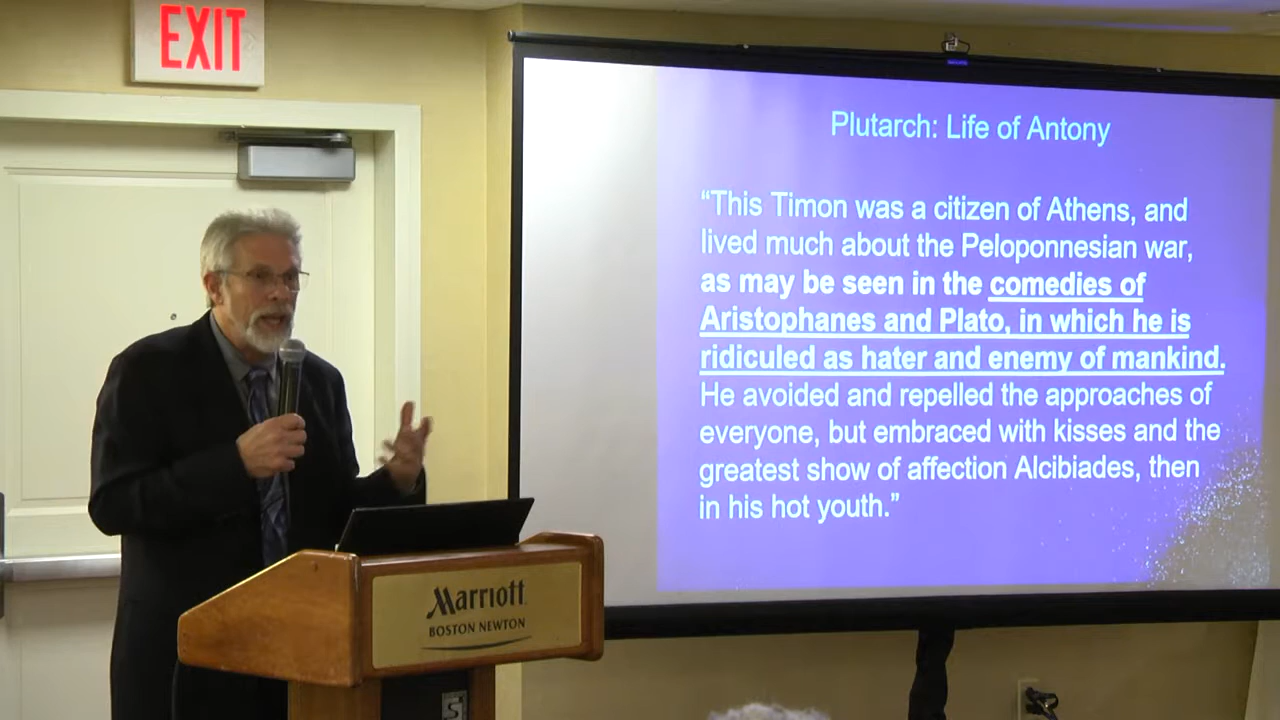 EXIT
Plutarch: Life of Antony
“This Timon was a citizen of Athens, and
lived much about the Peloponnesian war,
as may be seen in the comedies of
Aristophanes and Plato, in which he is
ridiculed as hater and enemy of mankind.
He avoided and repelled the approaches of
everyone, but embraced with kisses and the
greatest show of affection Alcibiades, then
in his hot youth.”
Marriott
BOSTON NEWTON